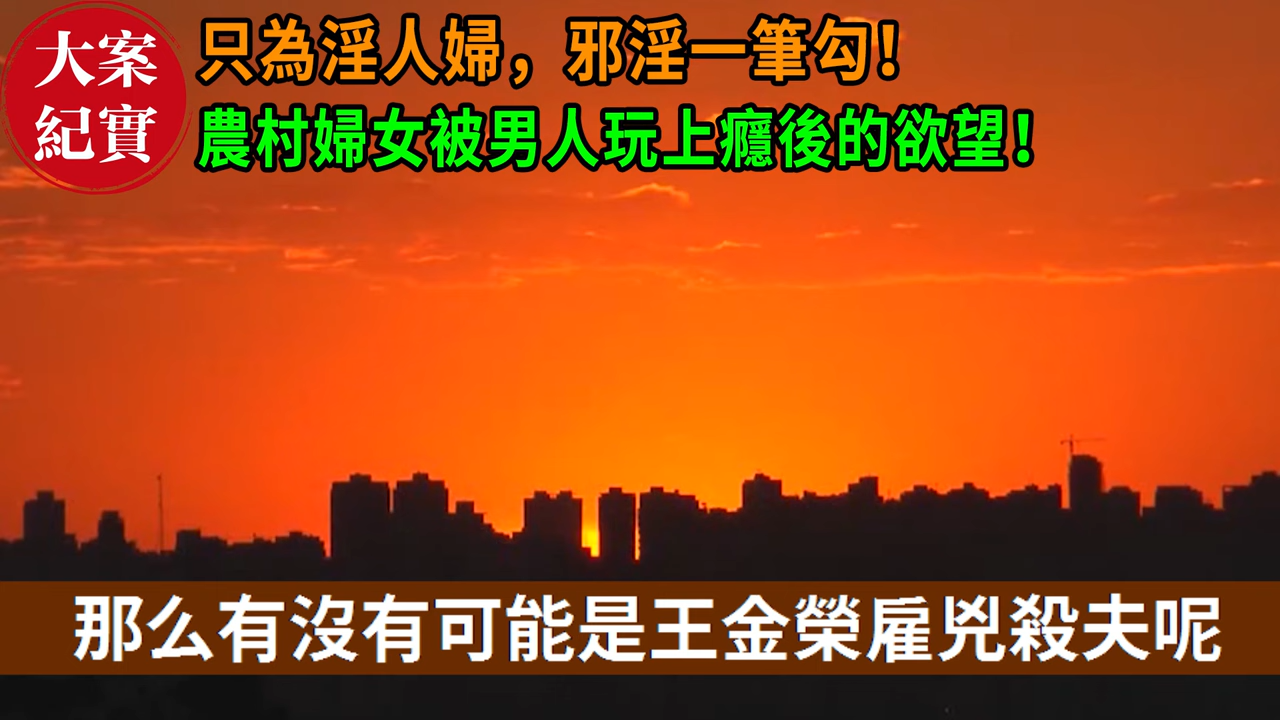 大案
紀實
只為淫人婦，邪淫一筆勾！
農村婦女被男人玩上癮後的欲望！
那么有沒有可能是王金榮雇兇殺夫呢